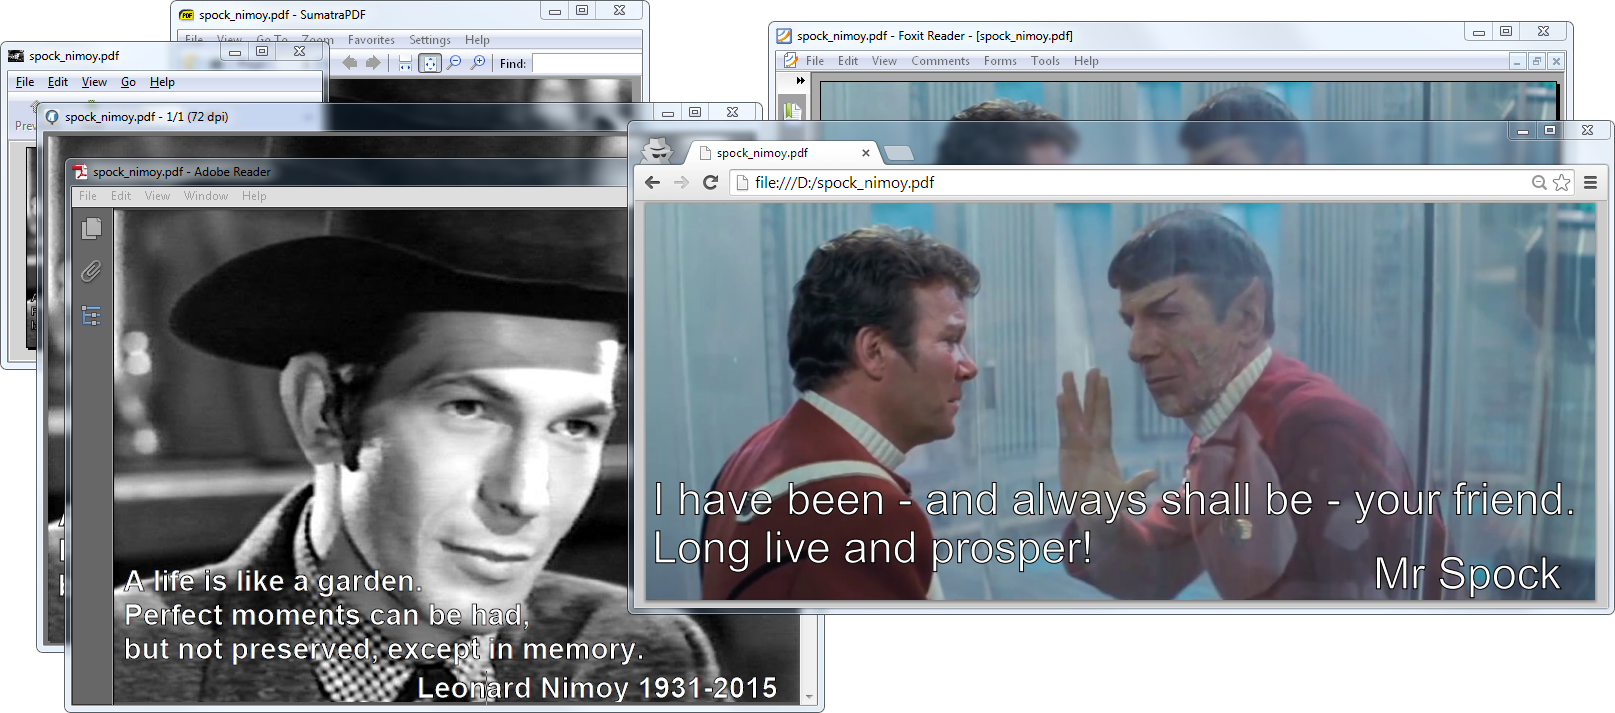 spock_nimoy.pdf - SumatraPDF
File View Go To Zoom Favorites Settings Help
Find:
spock_nimoy.pdf
File Edit View Go Help
spock_nimoy.pdf - 1/1 (72 dpi)
spock_nimoy.pdf - Adobe Reader
File Edit View Window Help
A life is like a garden.
Perfect moments can be had,
but not preserved, except in memory.
Leonard Nimoy 1931-2015
spock_nimoy.pdf - Foxit Reader - [spock_nimoy.pdf]
File Edit View Comments Forms Tools Help
spock_nimoy.pdf
file:///D:/spock_nimoy.pdf
I have been - and always shall be - your friend.
Long live and prosper!
Mr Spock